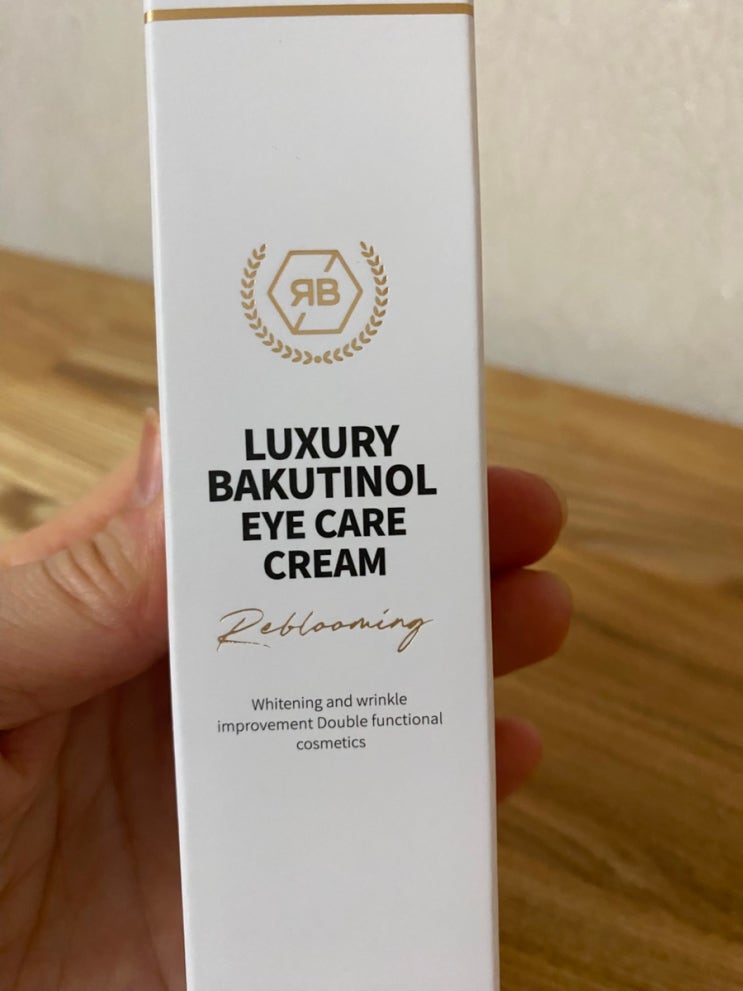 RB
LUXURY
BAKUTINOL
EYE CARE
CREAM
Reblooming
Whitening and wrinkle
improvement Double functional
cosmetics